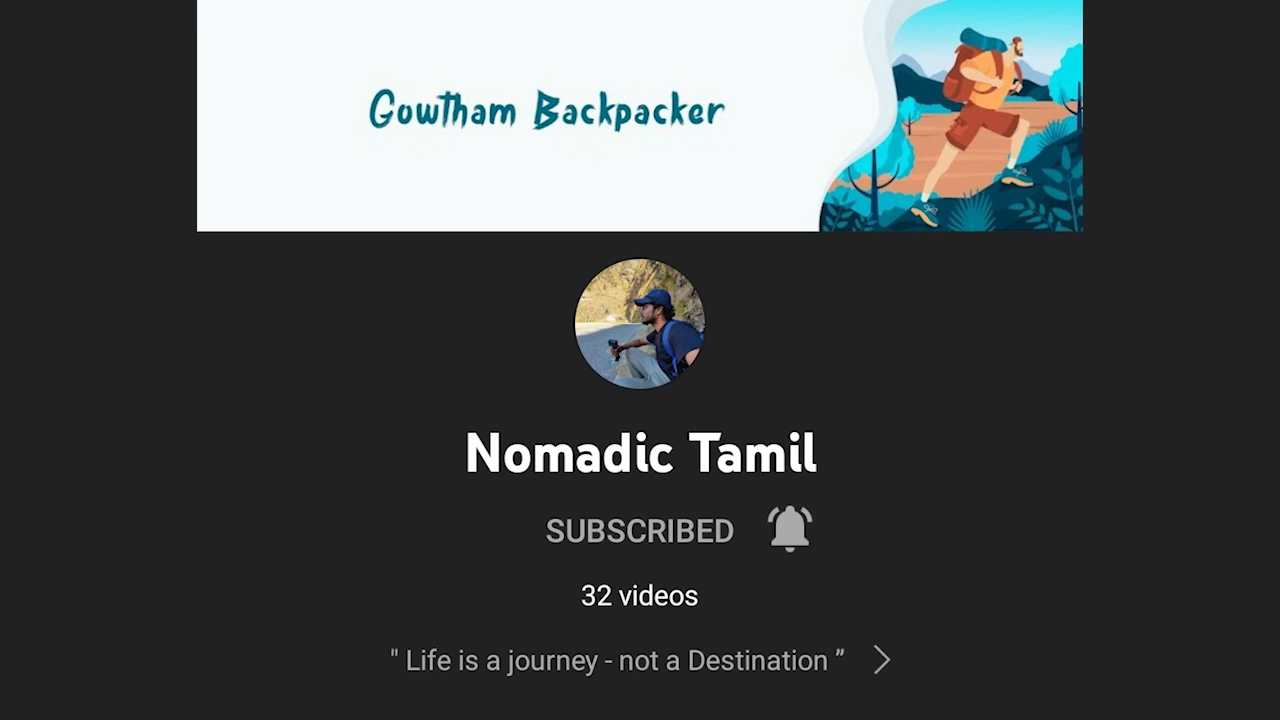 Gowtham Backpacker
Nomadic Tamil
SUBSCRIBED
32 videos
" Life is a journey - not a Destination ”